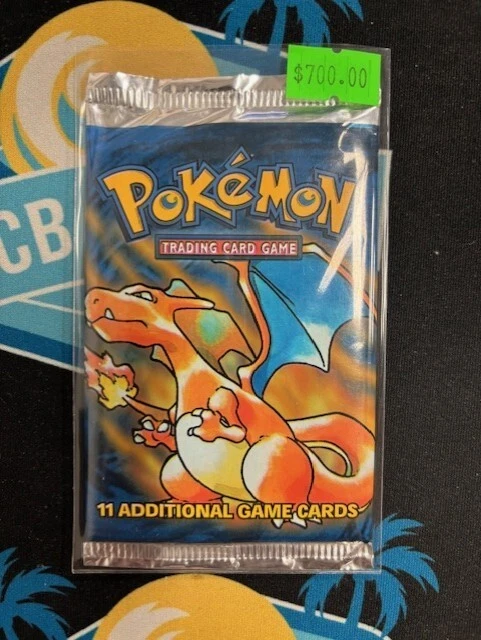 $700.00
POKéMON
TRADING CARD GAME
CB
11 ADDITIONAL GAME CARDS